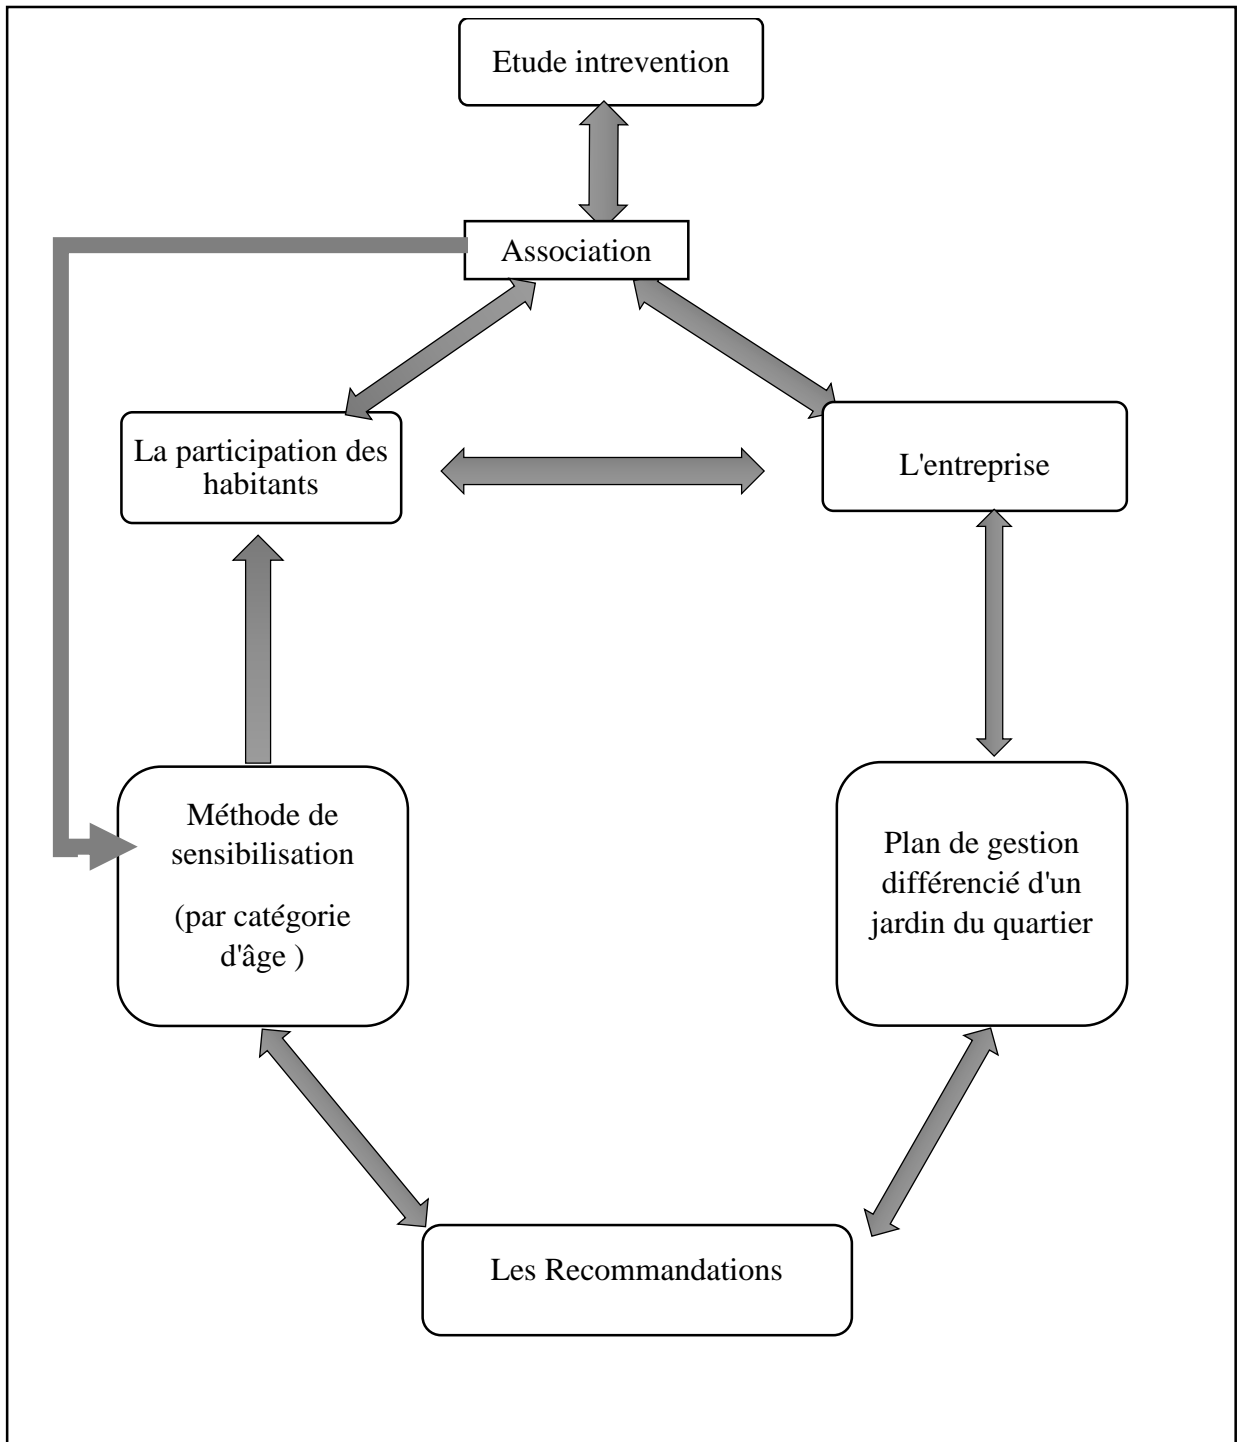 Etude intrevention
Association
La participation des
habitants
L'entreprise
Méthode de
sensibilisation
(par catégorie
d'âge )
Plan de gestion
différencié d'un
jardin du quartier
Les Recommandations